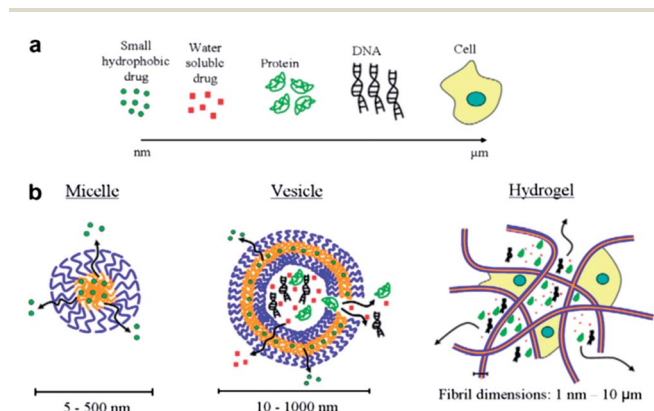 a
Small
hydrophobic
drug
Water
soluble
drug
Protein
DNA
Cell
nm
μm
b
Micelle
Vesicle
Hydrogel
5 - 500 nm
10 - 1000 nm
Fibril dimensions: 1 nm – 10 μm